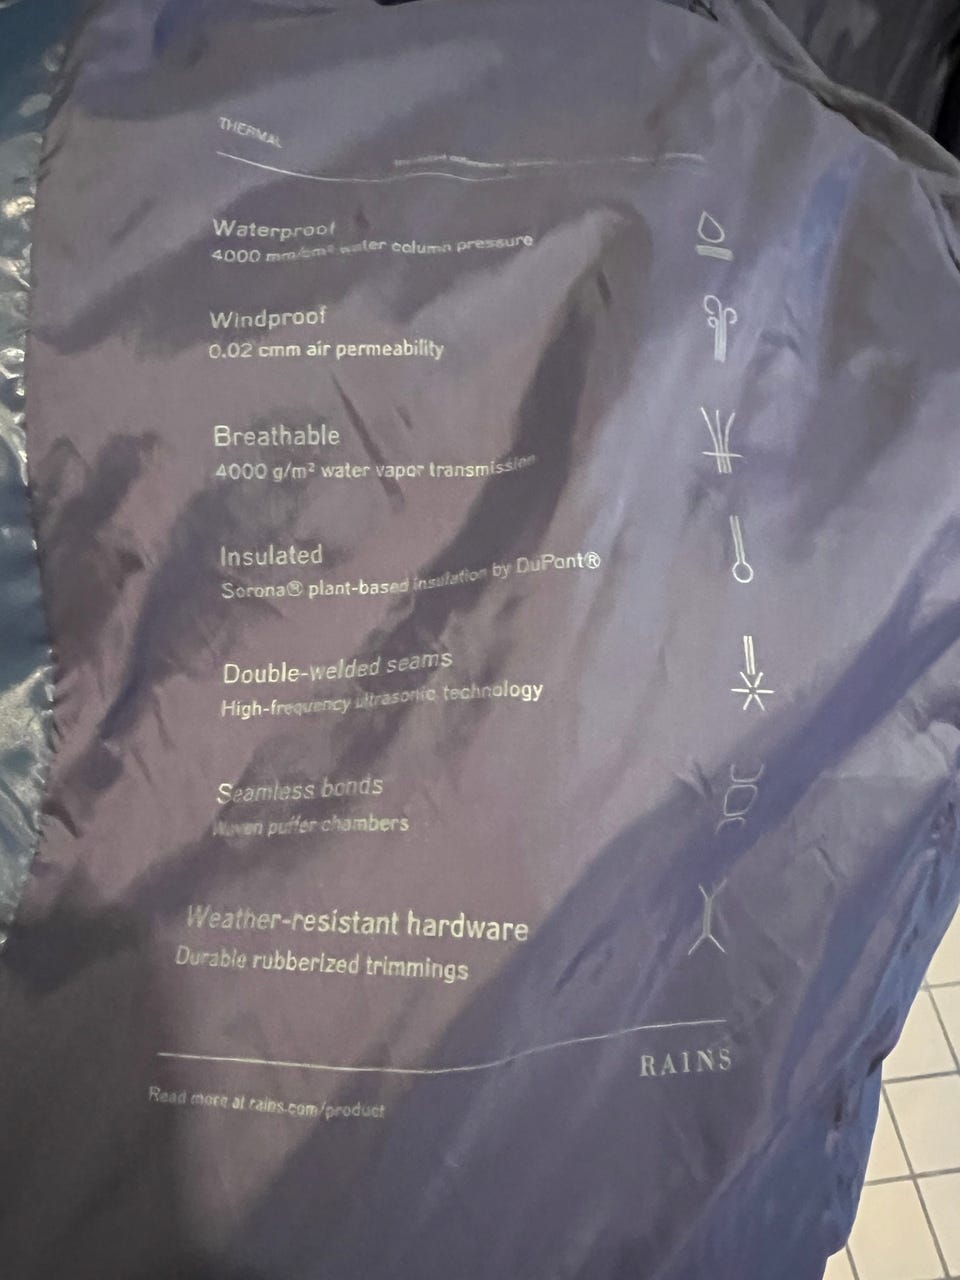 THERMAL
Waterproof
4000 mm/cm² water column pressure
Windproof
0.02 cmm air permeability
Breathable
4000 g/m² water vapor transmission
Insulated
Sorona® plant-based insulation by DuPont®
Double-welded seams
High-frequency ultrasonic technology
Seamless bonds
Woven puffer chambers
Weather-resistant hardware
Durable rubberized trimmings
RAINS
Read more at rains.com/product